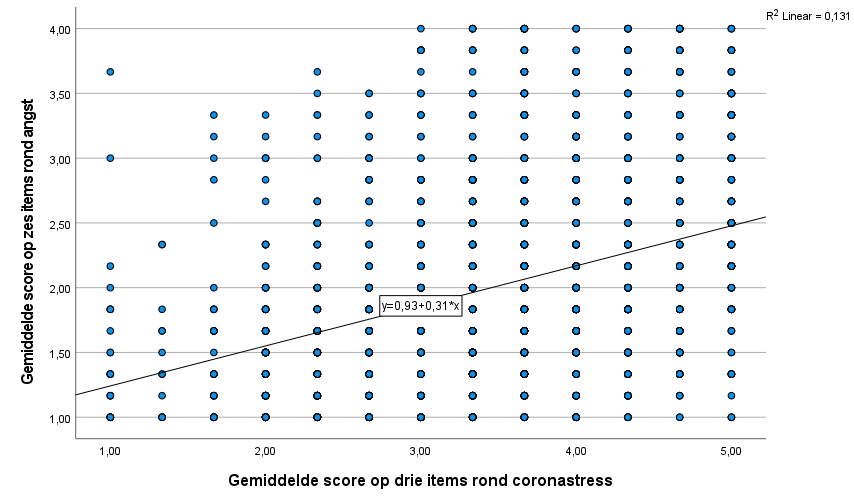 R² Linear = 0,131
Gemiddelde score op zes items rond angst
4,00
3,50
3,00
2,50
2,00
1,50
1,00
y=0,93+0,31*x
1,00 2,00 3,00 4,00 5,00
Gemiddelde score op drie items rond coronastress